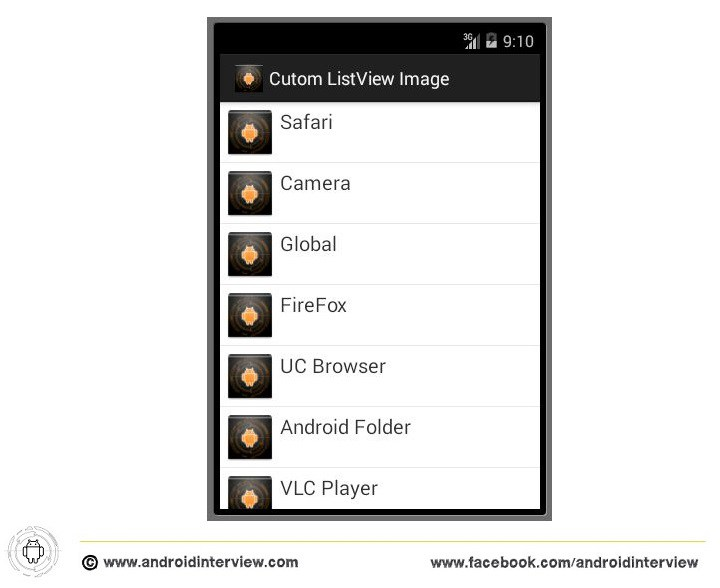 3G 9:10
Cutom ListView Image
Safari
Camera
Global
FireFox
UC Browser
Android Folder
VLC Player
© www.androidinterview.com www.facebook.com/androidinterview